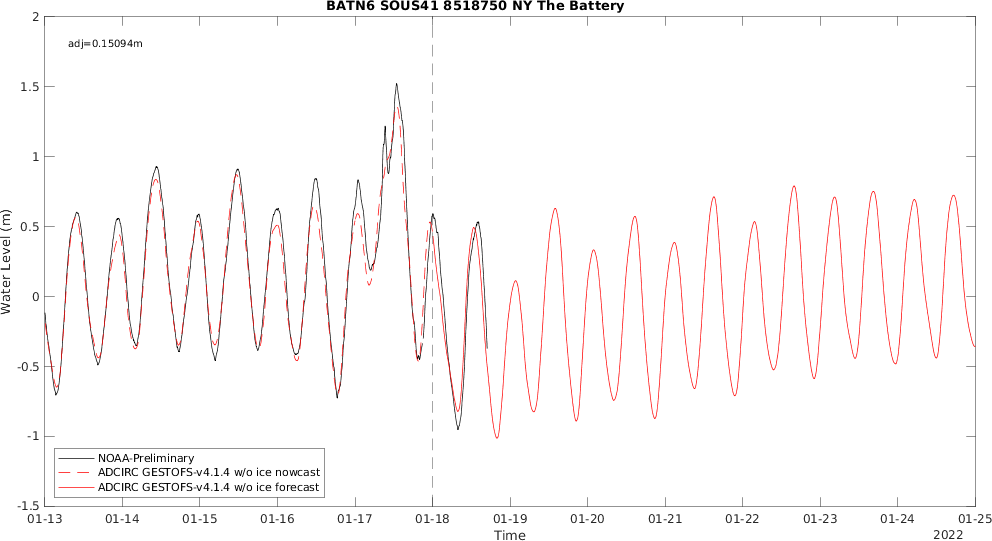 BATN6 SOUS41 8518750 NY The Battery
adj=0.15094m
2
1.5
1
0.5
0
-0.5
-1
-1.5
Water Level (m)
NOAA-Preliminary
ADCIRC GESTOFS-v4.1.4 w/o ice nowcast
ADCIRC GESTOFS-v4.1.4 w/o ice forecast
01-13 01-14 01-15 01-16 01-17 01-18 01-19 01-20 01-21 01-22 01-23 01-24 01-25
Time
2022